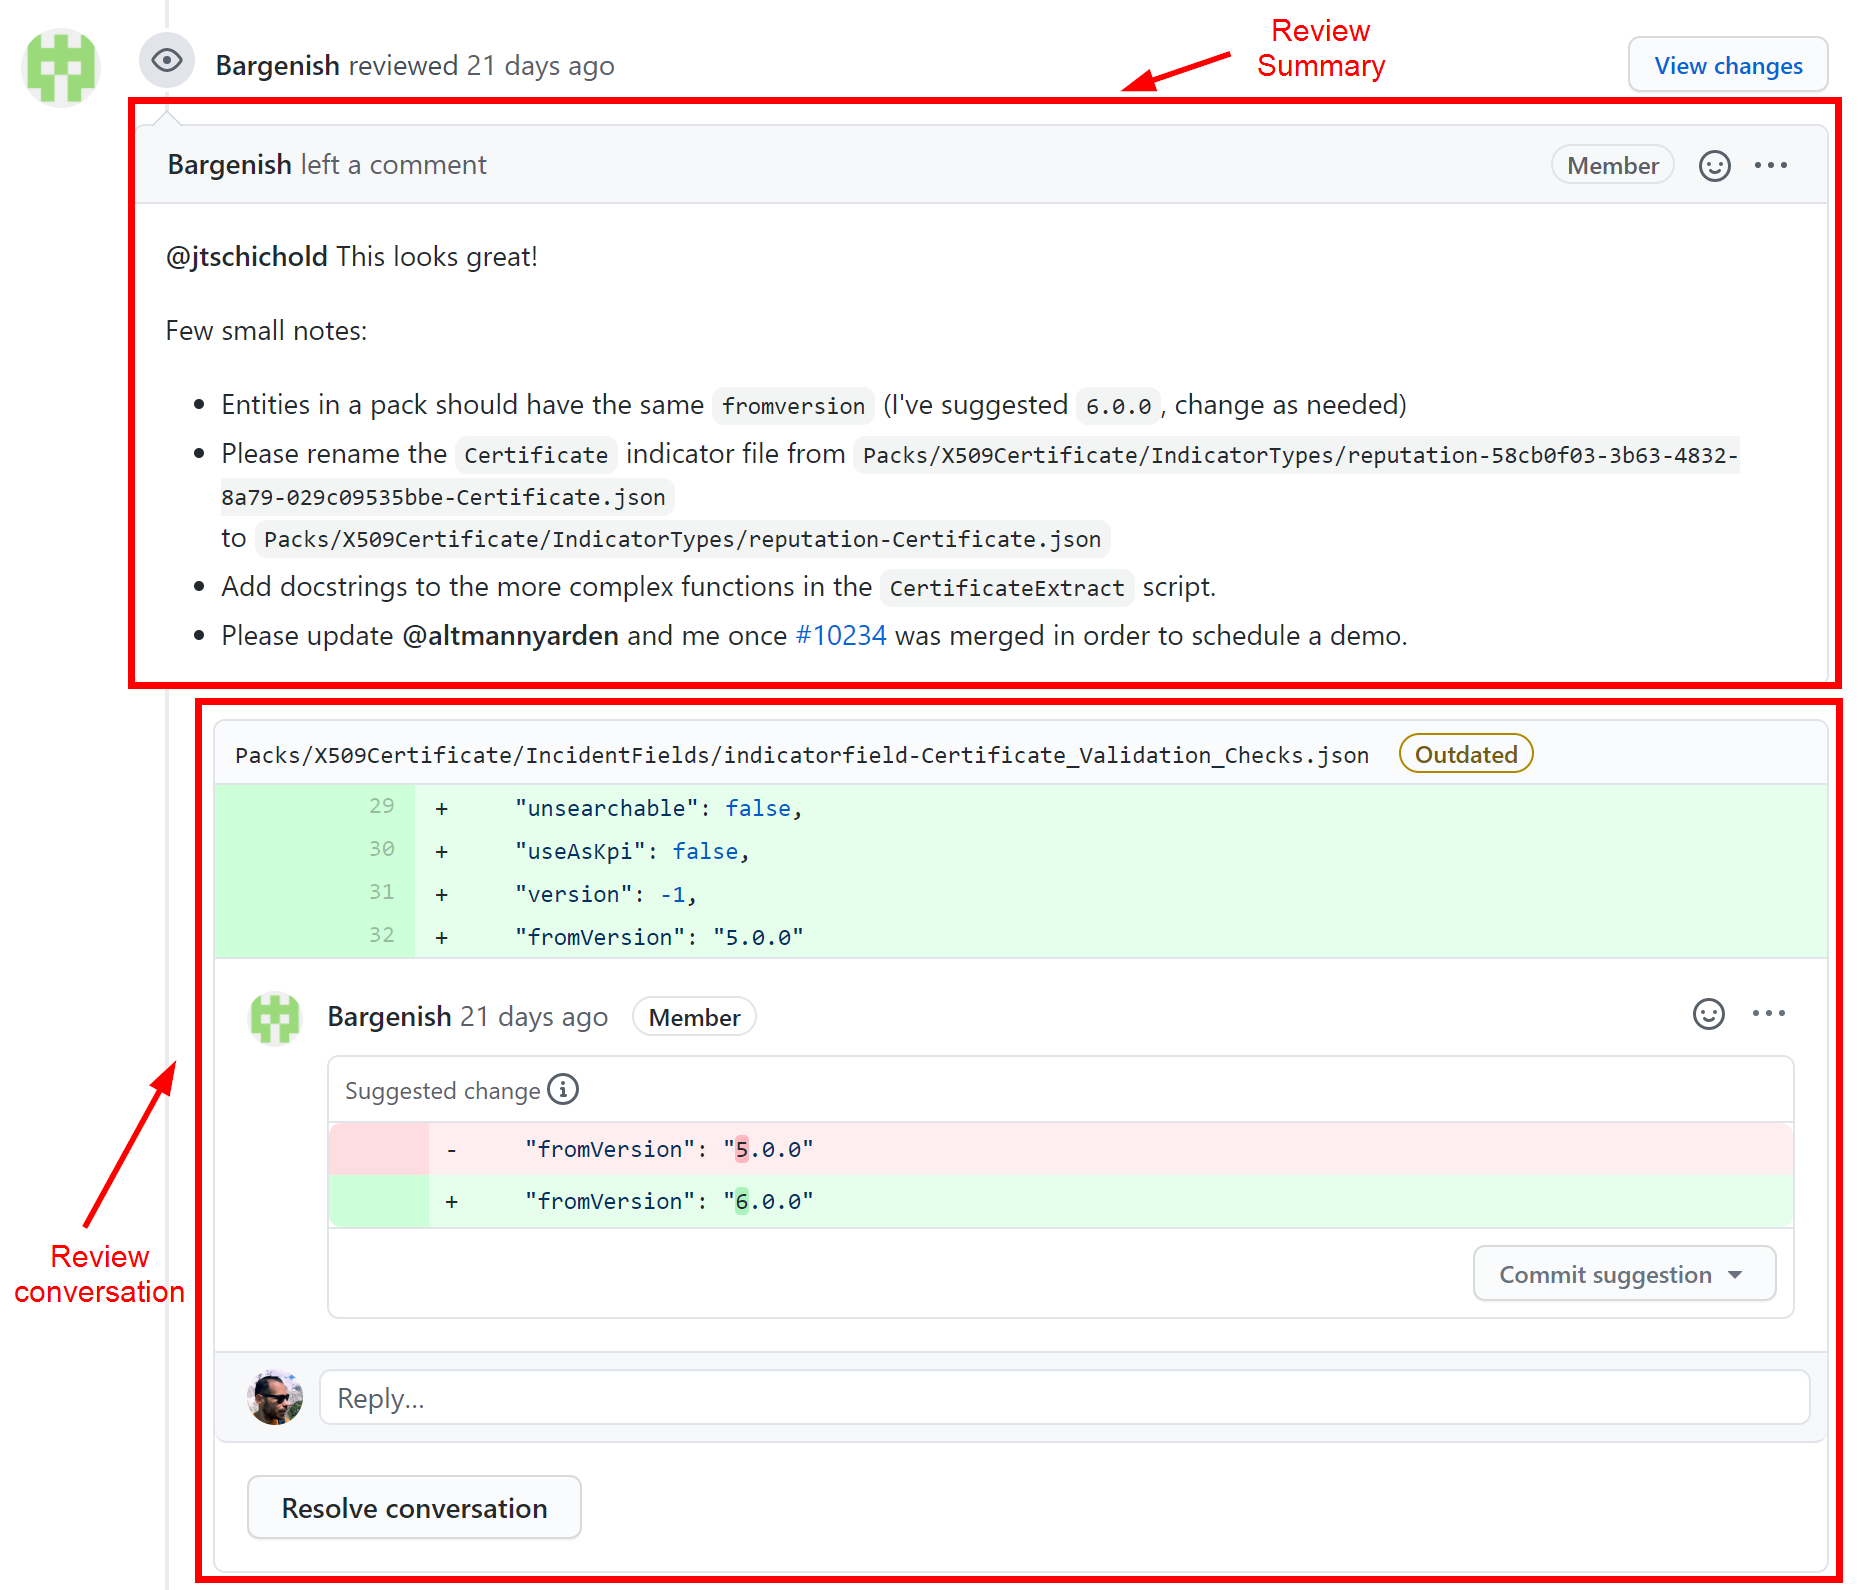 Review
Summary
Bargenish reviewed 21 days ago
View changes
Bargenish left a comment
Member
@jtschichold This looks great!
Few small notes:
• Entities in a pack should have the same fromversion (I've suggested 6.0.0, change as needed)
• Please rename the Certificate indicator file from Packs/X509Certificate/IndicatorTypes/reputation-58cb0f03-3b63-4832-
8a79-029c09535bbe-Certificate.json
to Packs/X509Certificate/IndicatorTypes/reputation-Certificate.json
• Add docstrings to the more complex functions in the CertificateExtract script.
• Please update @altmannyarden and me once #10234 was merged in order to schedule a demo.
Packs/X509Certificate/IncidentFields/indicatorfield-Certificate_Validation_Checks.json Outdated
29 + "unsearchable": false,
30 + "useAsKpi": false,
31 + "version": -1,
32 + "fromVersion": "5.0.0"
Bargenish 21 days ago Member
Suggested change
- "fromVersion": "5.0.0"
+ "fromVersion": "6.0.0"
Review
conversation
Commit suggestion
Reply...
Resolve conversation